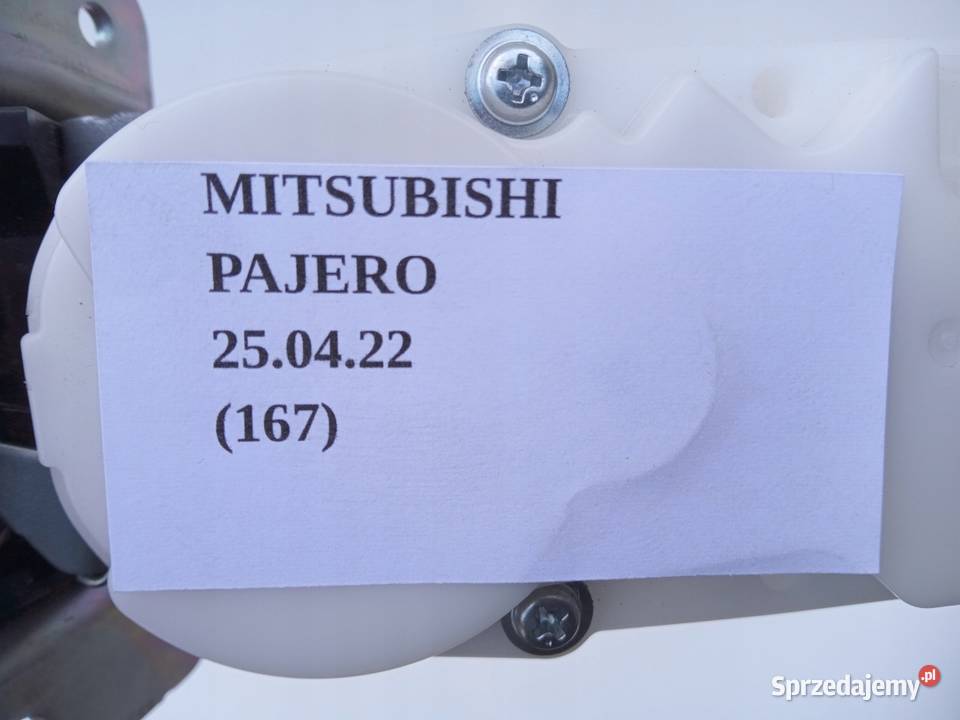 MITSUBISHI
PAJERO
25.04.22
(167)
Sprzedajemy.pl